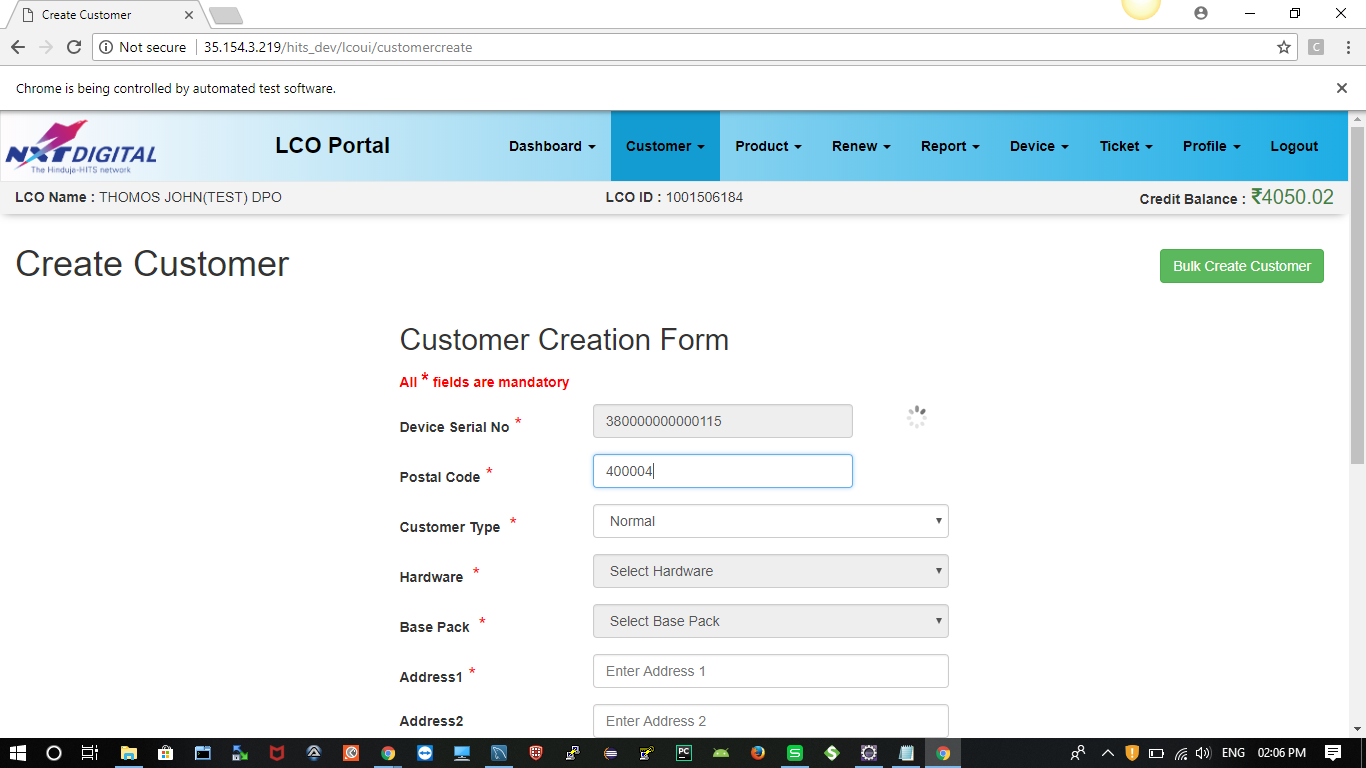 Create Customer
Not secure 35.154.3.219/hits_dev/lcoui/customercreate
C
Chrome is being controlled by automated test software.
NXT DIGITAL
The Hinduja-HITS network
LCO Portal
Dashboard Customer Product Renew Report Device Ticket Profile Logout
LCO Name : THOMOS JOHN(TEST) DPO LCO ID : 1001506184 Credit Balance : ₹4050.02
Create Customer
Bulk Create Customer
Customer Creation Form
All * fields are mandatory
Device Serial No * 380000000000115
Postal Code * 400004
Customer Type * Normal
Hardware * Select Hardware
Base Pack * Select Base Pack
Address1 * Enter Address 1
Address2 Enter Address 2
PC S S ENG 02:06 PM